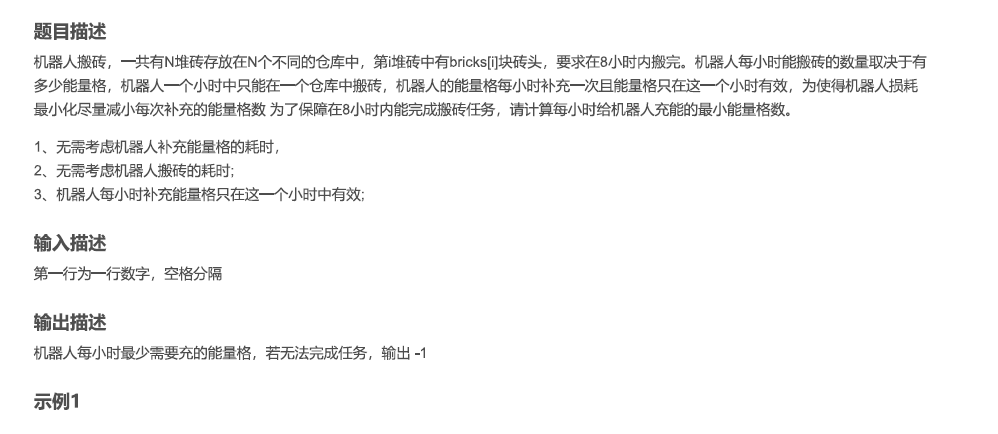 题目描述
机器人搬砖，一共有N堆砖存放在N个不同的仓库中，第i堆砖中有bricks[i]块砖头，要求在8小时内搬完。机器人每小时能搬砖的数量取决于有
多少能量格，机器人一个小时中只能在一个仓库中搬砖，机器人的能量格每小时补充一次且能量格只在这一个小时有效，为使得机器人损耗
最小化尽量减小每次补充的能量格数 为了保障在8小时内能完成搬砖任务，请计算每小时给机器人充能的最小能量格数。
1、无需考虑机器人补充能量格的耗时，
2、无需考虑机器人搬砖的耗时;
3、机器人每小时补充能量格只在这一个小时中有效;
输入描述
第一行为一行数字，空格分隔
输出描述
机器人每小时最少需要充的能量格，若无法完成任务，输出 -1
示例1